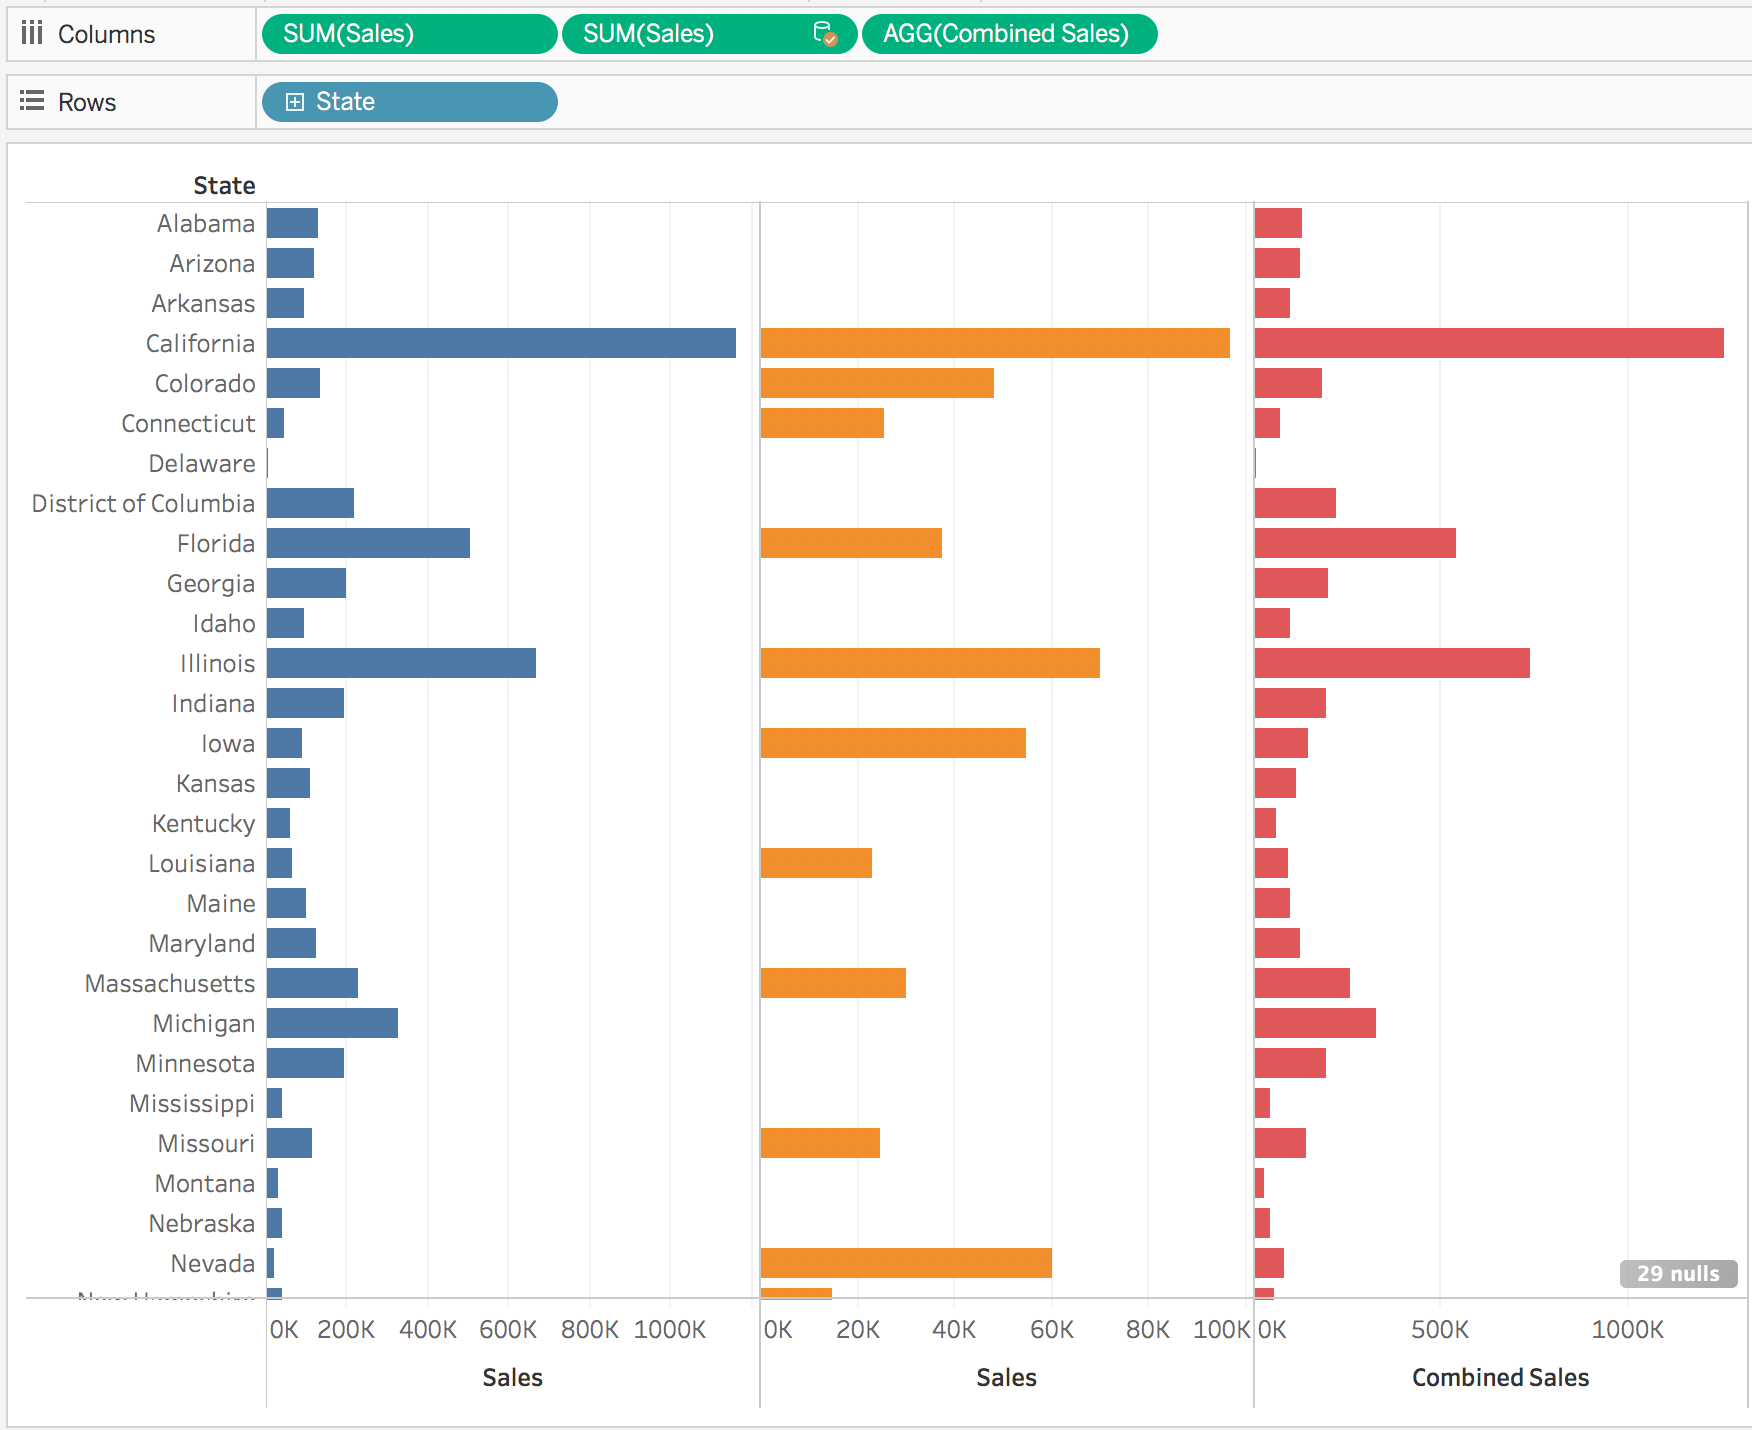 Columns SUM(Sales) SUM(Sales) AGG(Combined Sales)
Rows State
State
Alabama
Arizona
Arkansas
California
Colorado
Connecticut
Delaware
District of Columbia
Florida
Georgia
Idaho
Illinois
Indiana
Iowa
Kansas
Kentucky
Louisiana
Maine
Maryland
Massachusetts
Michigan
Minnesota
Mississippi
Missouri
Montana
Nebraska
Nevada
29 nulls
0K 200K 400K 600K 800K 1000K 0K 20K 40K 60K 80K 100K 0K 500K 1000K
Sales Sales Combined Sales